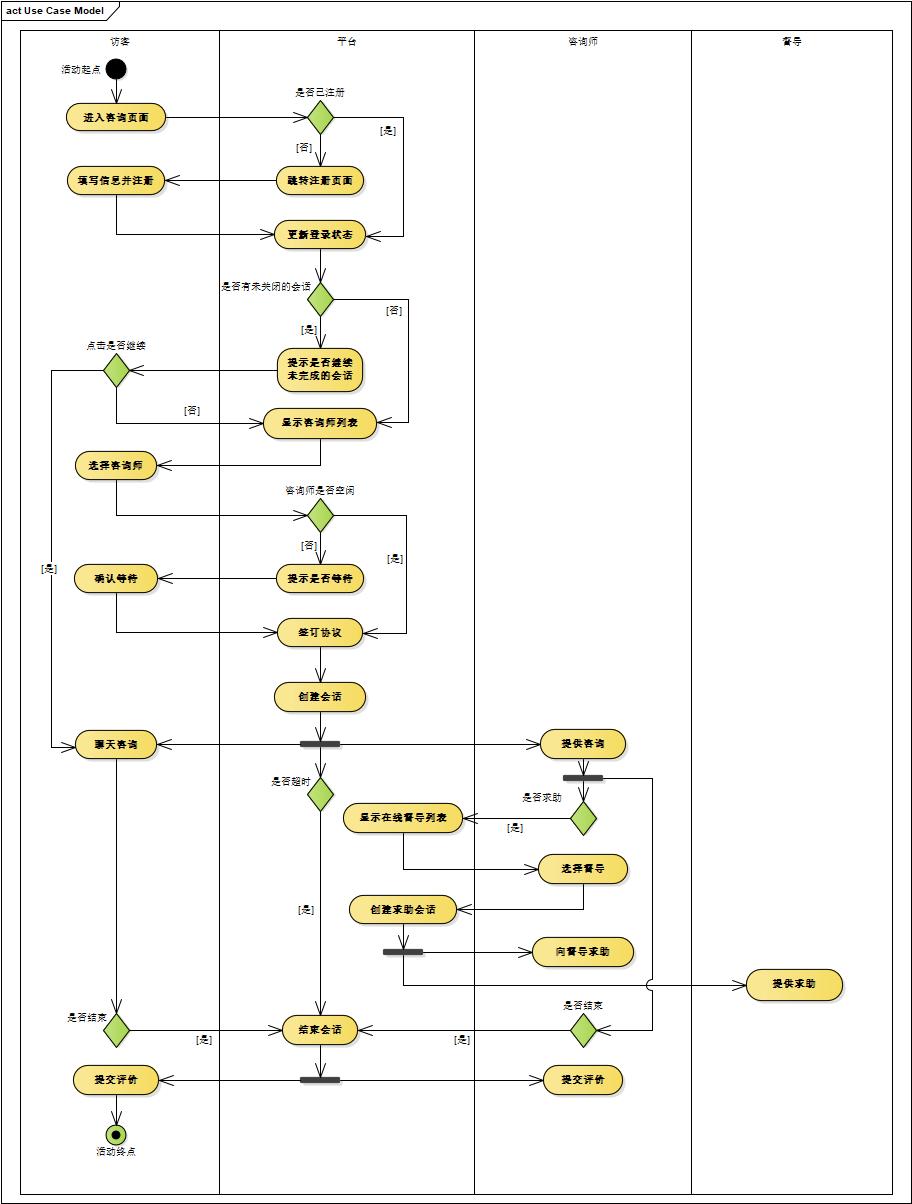 act Use Case Model
访客
平台
咨询师
督导
活动起点
是否已注册
进入咨询页面
[是]
[否]
填写信息并注册
跳转注册页面
更新登录状态
是否有未关闭的会话
[否]
[是]
点击是否继续
提示是否继续
未完成的会话
[否]
显示咨询师列表
选择咨询师
咨询师是否空闲
[否]
[是]
[是]
确认等待
提示是否等待
签订协议
创建会话
聊天咨询
提供咨询
是否超时
是否求助
显示在线督导列表
[是]
选择督导
[是]
创建求助会话
向督导求助
提供求助
是否结束
是否结束
结束会话
[是]
[是]
提交评价
提交评价
活动终点